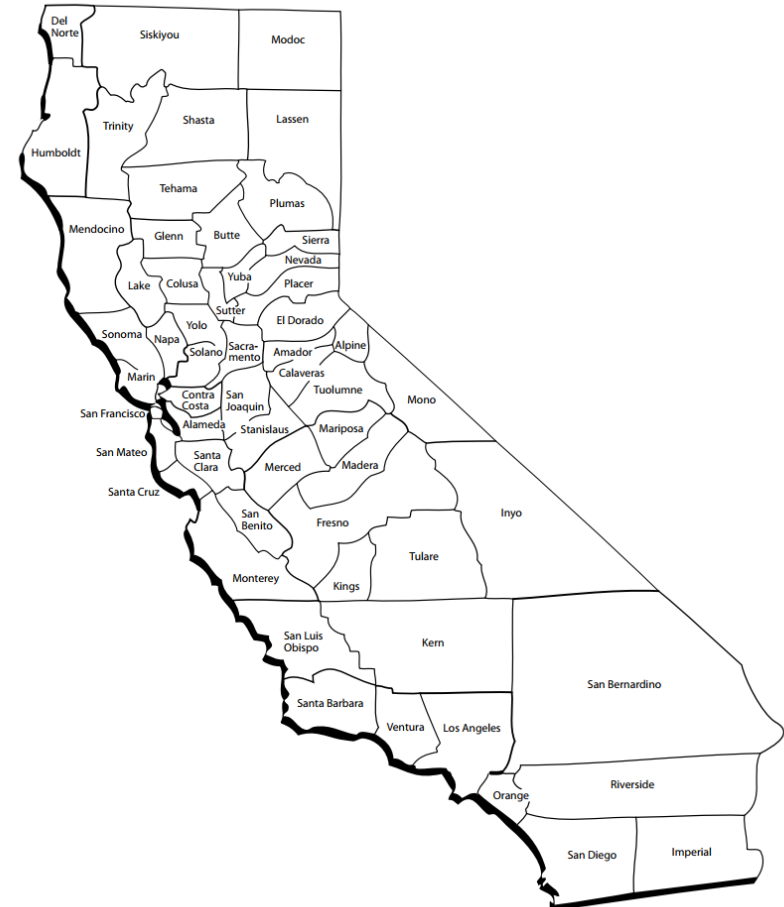 Del
Norte
Siskiyou
Modoc
Trinity
Shasta
Lassen
Humboldt
Tehama
Plumas
Mendocino
Glenn
Butte
Sierra
Nevada
Lake
Colusa
Yuba
Placer
Sutter
El Dorado
Sonoma
Napa
Yolo
Solano
Sacra-
mento
Amador
Alpine
Marin
Calaveras
Tuolumne
Mono
Contra
Costa
San
Joaquin
San Francisco
Alameda
Stanislaus
Mariposa
San Mateo
Santa
Clara
Merced
Madera
Santa Cruz
San
Benito
Fresno
Inyo
Tulare
Monterey
Kings
San Luis
Obispo
Kern
San Bernardino
Santa Barbara
Ventura
Los Angeles
Orange
Riverside
San Diego
Imperial